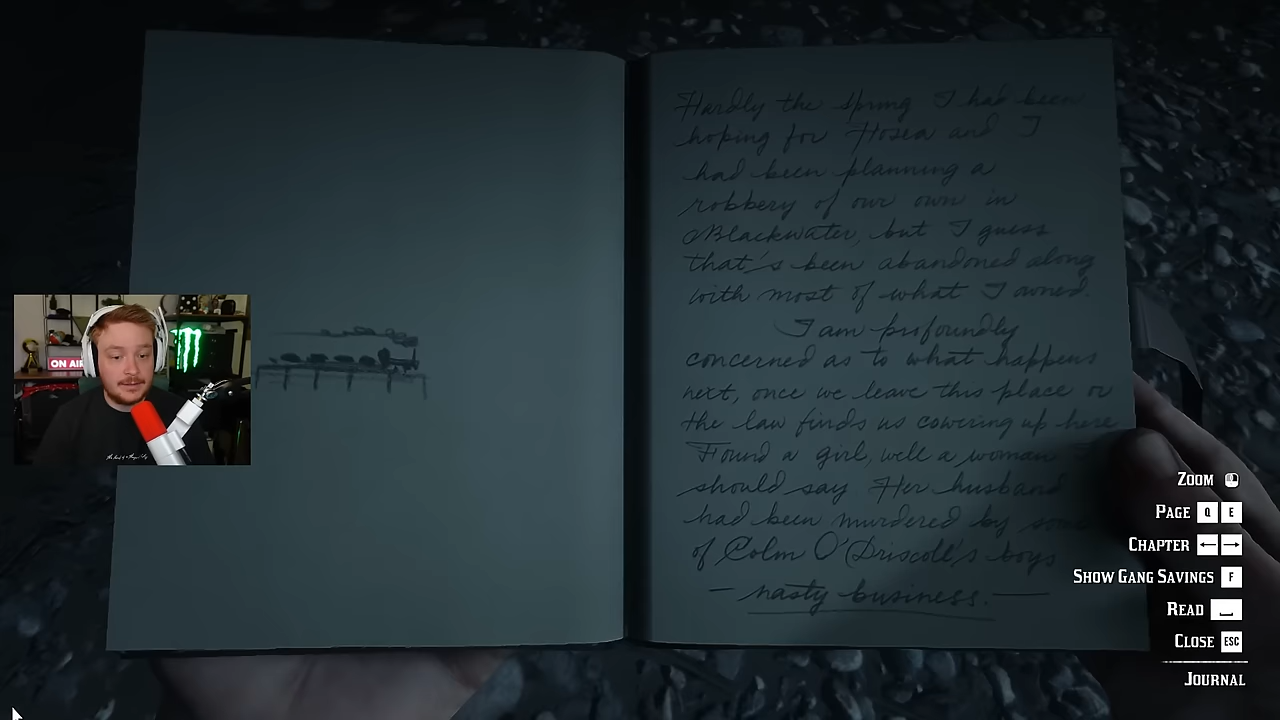 Hardly the spring I had been
hoping for Hosea and I
had been planning a
robbery of our own in
Blackwater, but I guess
that's been abandoned along
with most of what I owned.
I am profoundly
concerned as to what happens
next, once we leave this place or
the law finds us cowering up here
Found a girl, well a woman I
should say Her husband
had been murdered by some
of Colm O'Driscoll's boys
— nasty business. —
ON AIR
ZOOM
PAGE Q E
CHAPTER ← →
SHOW GANG SAVINGS F
READ
CLOSE ESC
JOURNAL